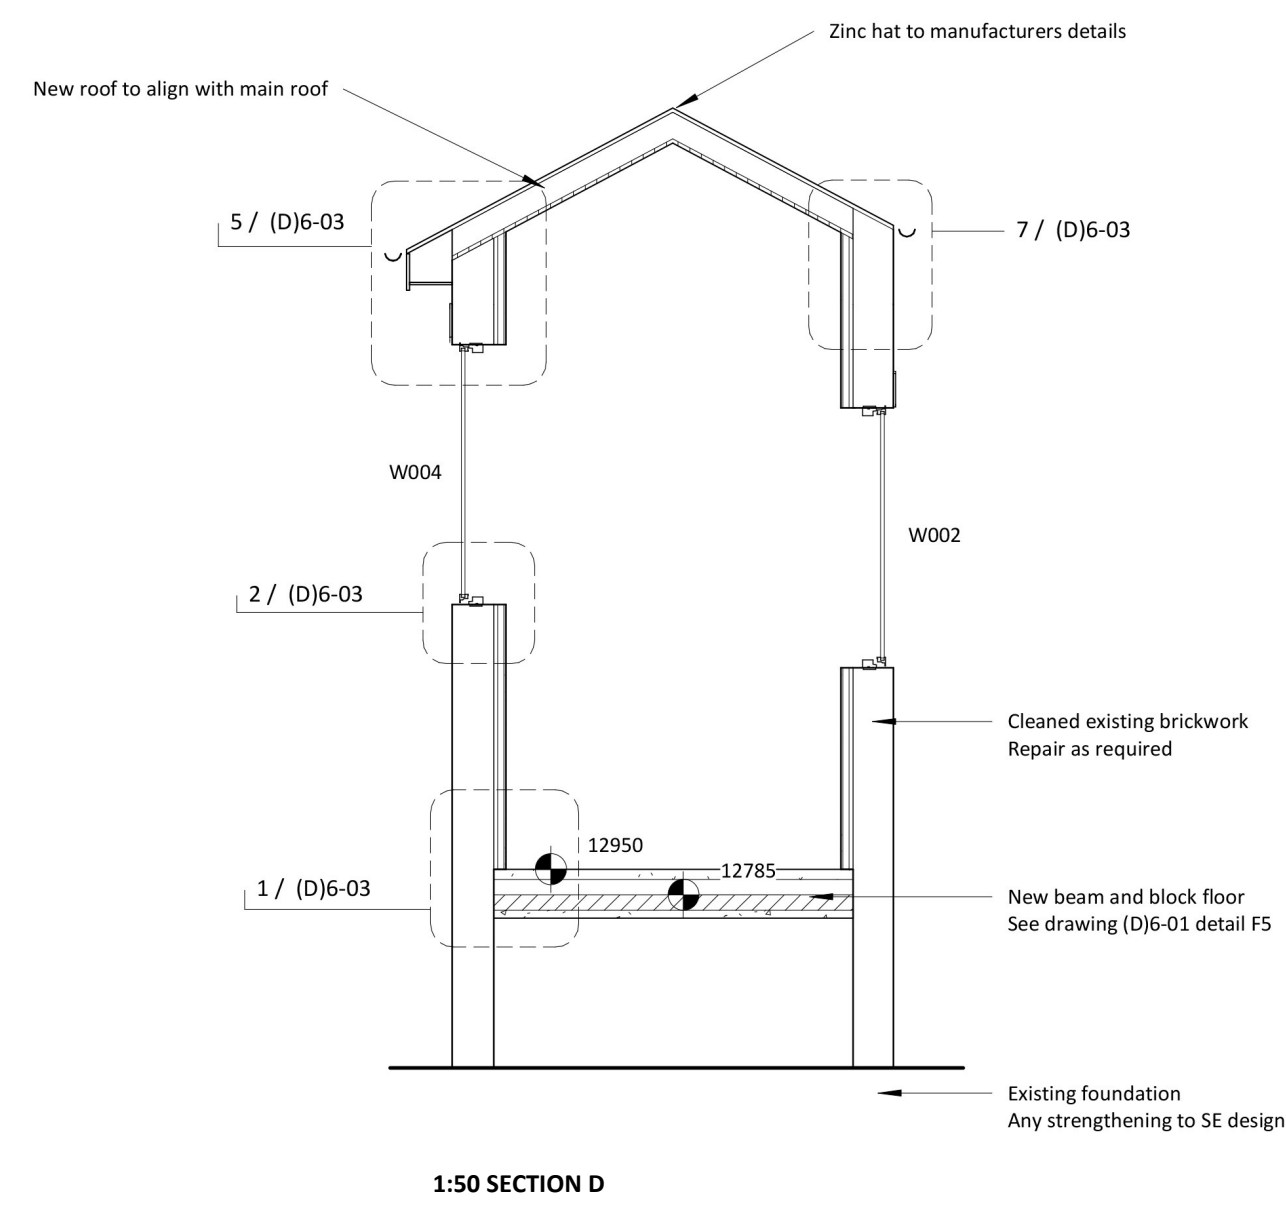 Zinc hat to manufacturers details
New roof to align with main roof
5 / (D)6-03
7 / (D)6-03
W004
W002
2 / (D)6-03
Cleaned existing brickwork
Repair as required
12950
12785
1 / (D)6-03
New beam and block floor
See drawing (D)6-01 detail F5
Existing foundation
Any strengthening to SE design
1:50 SECTION D